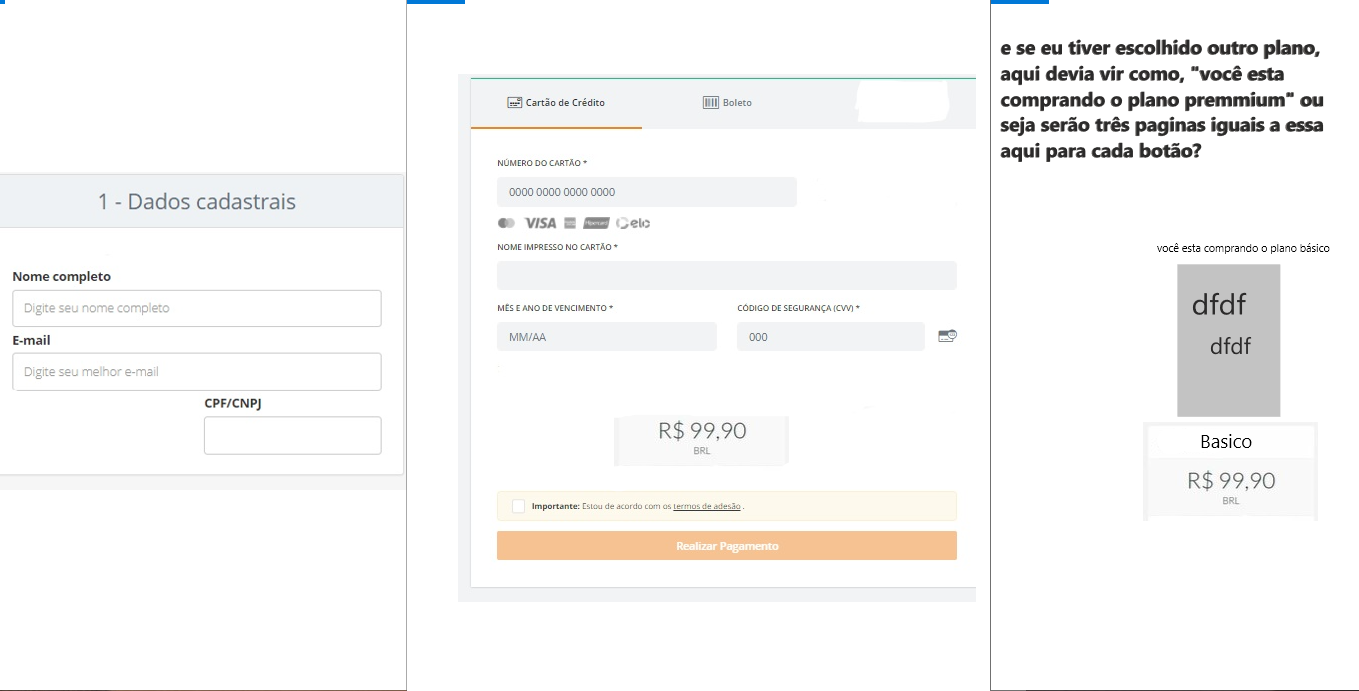 1 - Dados cadastrais
Nome completo
Digite seu nome completo
E-mail
Digite seu melhor e-mail
CPF/CNPJ
Cartão de Crédito
Boleto
NÚMERO DO CARTÃO *
0000 0000 0000 0000
VISA
Hipercard
elo
NOME IMPRESSO NO CARTÃO *
MÊS E ANO DE VENCIMENTO *
CÓDIGO DE SEGURANÇA (CVV) *
MM/AA
000
R$ 99,90
BRL
Importante: Estou de acordo com os termos de adesão .
Realizar Pagamento
e se eu tiver escolhido outro plano,
aqui devia vir como, "você esta
comprando o plano premmium" ou
seja serão três paginas iguais a essa
aqui para cada botão?
você esta comprando o plano básico
dfdf
dfdf
Basico
R$ 99,90
BRL